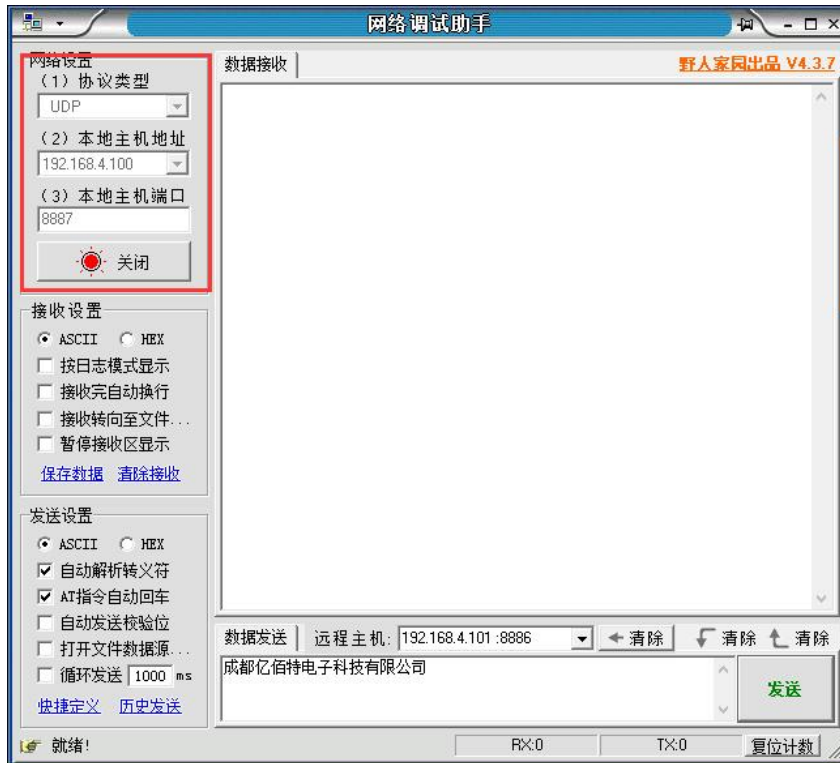 网络调试助手
网络设置
(1) 协议类型
UDP
(2) 本地主机地址
192.168.4.100
(3) 本地主机端口
8887
关闭
接收设置
ASCII HEX
按日志模式显示
接收完自动换行
接收转向至文件...
暂停接收区显示
保存数据 清除接收
发送设置
ASCII HEX
自动解析转义符
AT指令自动回车
自动发送校验位
打开文件数据源...
循环发送 1000 ms
快捷定义 历史发送
数据接收
野人家园出品 V4.3.7
数据发送 远程主机: 192.168.4.101 :8886 清除 清除 清除
成都亿佰特电子科技有限公司
发送
就绪! RX:0 TX:0 复位计数